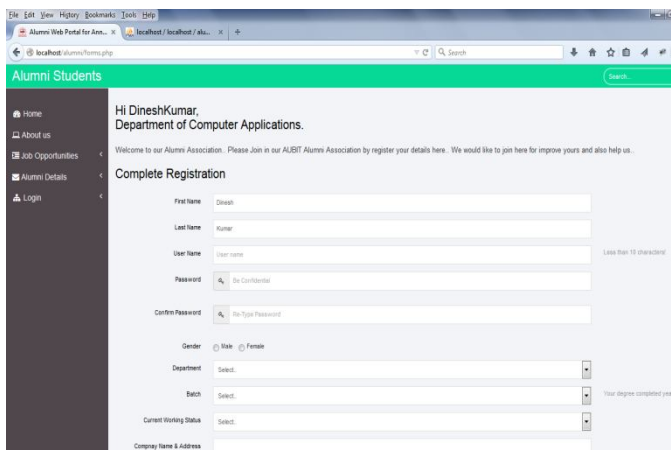 File Edit View History Bookmarks Tools Help
Alumni Web Portal for Ann... × localhost / localhost / alu... × +
localhost/alumni/forms.php Search
Alumni Students Search...
Home
About us
Job Opportunities
Alumni Details
Login
Hi DineshKumar,
Department of Computer Applications.
Welcome to our Alumni Association.. Please Join in our AUBIT Alumni Association by register your details here.. We would like to join here for improve yours and also help us..
Complete Registration
First Name Dinesh
Last Name Kumar
User Name User name Less than 15 characters!
Password Be Confidential
Confirm Password Re-Type Password
Gender Male Female
Department Select..
Batch Select.. Your degree completed yea
Current Working Status Select..
Compnay Name & Address